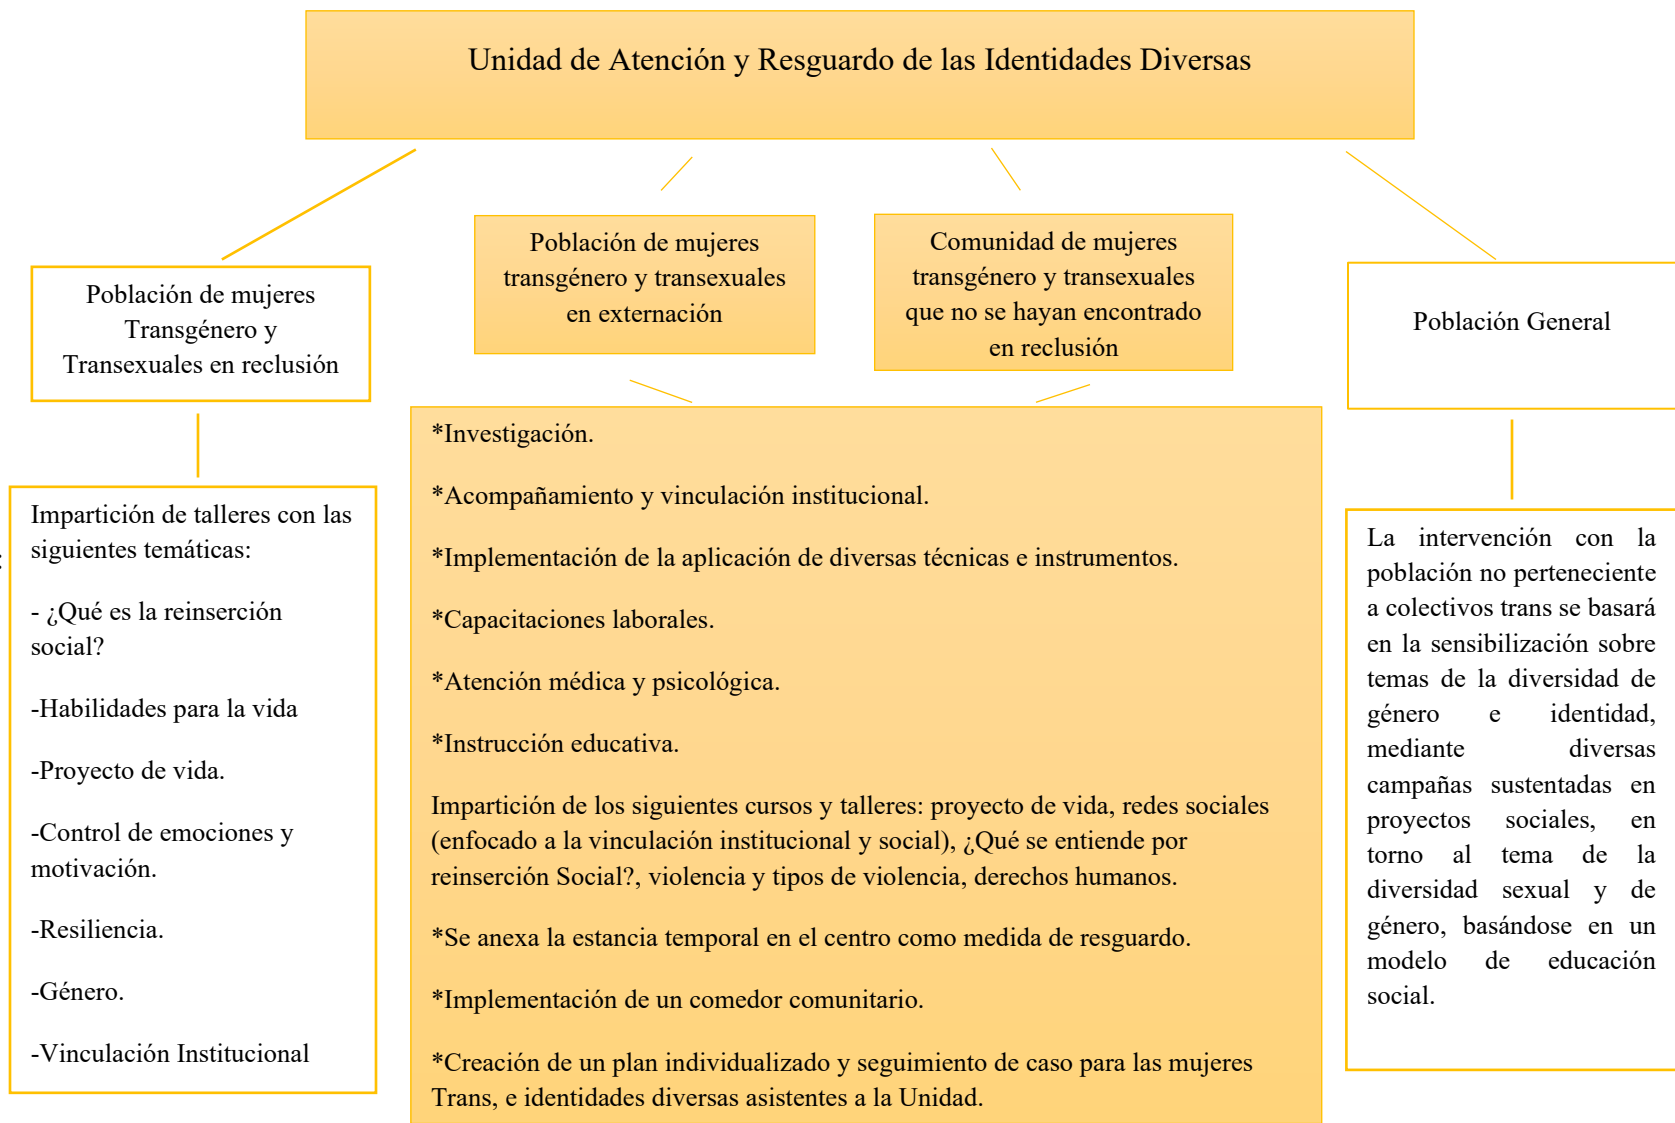 Unidad de Atención y Resguardo de las Identidades Diversas
Población de mujeres
Transgénero y
Transexuales en reclusión
Población de mujeres
transgénero y transexuales
en externación
Comunidad de mujeres
transgénero y transexuales
que no se hayan encontrado
en reclusión
Población General
Impartición de talleres con las
siguientes temáticas:
- ¿Qué es la reinserción
social?
-Habilidades para la vida
-Proyecto de vida.
-Control de emociones y
motivación.
-Resiliencia.
-Género.
-Vinculación Institucional
*Investigación.
*Acompañamiento y vinculación institucional.
*Implementación de la aplicación de diversas técnicas e instrumentos.
*Capacitaciones laborales.
*Atención médica y psicológica.
*Instrucción educativa.
Impartición de los siguientes cursos y talleres: proyecto de vida, redes sociales
(enfocado a la vinculación institucional y social), ¿Qué se entiende por
reinserción Social?, violencia y tipos de violencia, derechos humanos.
*Se anexa la estancia temporal en el centro como medida de resguardo.
*Implementación de un comedor comunitario.
*Creación de un plan individualizado y seguimiento de caso para las mujeres
Trans, e identidades diversas asistentes a la Unidad.
La intervención con la
población no perteneciente
a colectivos trans se basará
en la sensibilización sobre
temas de la diversidad de
género e identidad,
mediante diversas
campañas sustentadas en
proyectos sociales, en
torno al tema de la
diversidad sexual y de
género, basándose en un
modelo de educación
social.